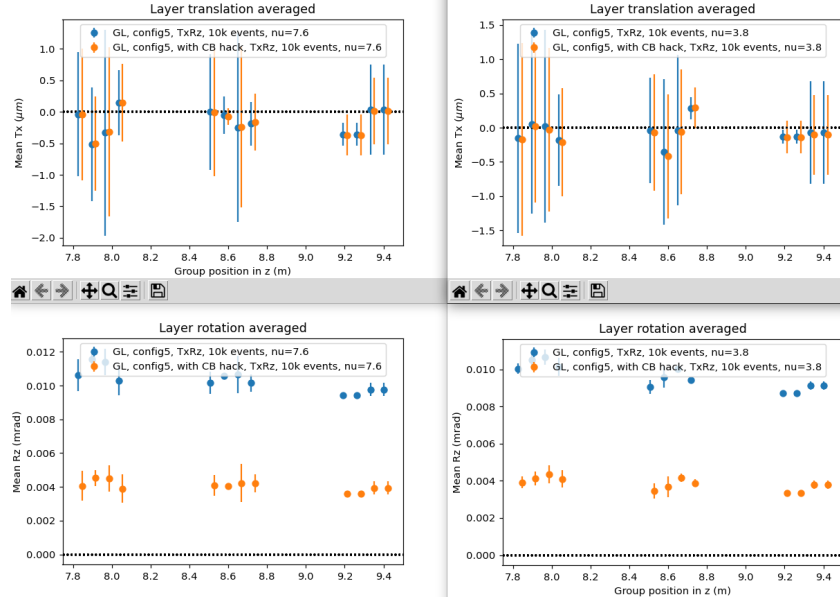 Layer translation averaged
GL, config5, TxRz, 10k events, nu=7.6
GL, config5, with CB hack, TxRz, 10k events, nu=7.6
Mean Tx (μm)
1.0
0.5
0.0
−0.5
−1.0
−1.5
−2.0
7.8 8.0 8.2 8.4 8.6 8.8 9.0 9.2 9.4
Group position in z (m)
Layer translation averaged
GL, config5, TxRz, 10k events, nu=3.8
GL, config5, with CB hack, TxRz, 10k events, nu=3.8
Mean Tx (μm)
1.5
1.0
0.5
0.0
−0.5
−1.0
−1.5
7.8 8.0 8.2 8.4 8.6 8.8 9.0 9.2 9.4
Group position in z (m)
Layer rotation averaged
GL, config5, TxRz, 10k events, nu=7.6
GL, config5, with CB hack, TxRz, 10k events, nu=7.6
Mean Rz (mrad)
0.012
0.010
0.008
0.006
0.004
0.002
0.000
7.8 8.0 8.2 8.4 8.6 8.8 9.0 9.2 9.4
Layer rotation averaged
GL, config5, TxRz, 10k events, nu=3.8
GL, config5, with CB hack, TxRz, 10k events, nu=3.8
Mean Rz (mrad)
0.010
0.008
0.006
0.004
0.002
0.000
7.8 8.0 8.2 8.4 8.6 8.8 9.0 9.2 9.4
Group position in z (m)